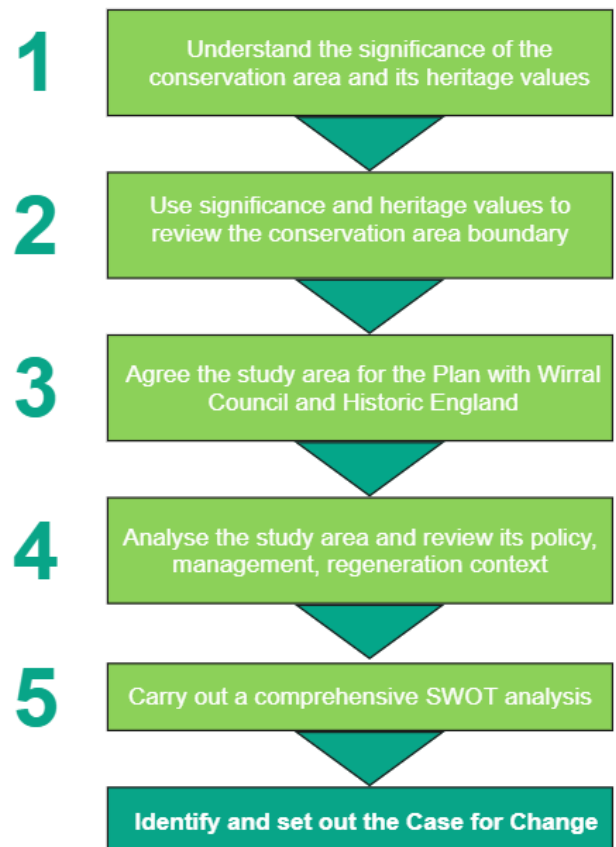 1
Understand the significance of the
conservation area and its heritage values
2
Use significance and heritage values to
review the conservation area boundary
3
Agree the study area for the Plan with Wirral
Council and Historic England
4
Analyse the study area and review its policy,
management, regeneration context
5
Carry out a comprehensive SWOT analysis
Identify and set out the Case for Change